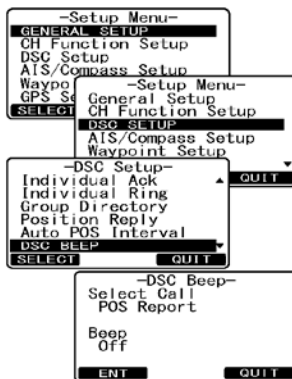 -Setup Menu-
GENERAL SETUP
CH Function Setup
DSC Setup
AIS/Compass Setup
Waypo
GPS Se
SELECT
-Setup Menu-
General Setup
CH Function Setup
DSC SETUP
AIS/Compass Setup
Waypoint Setup
QUIT
-DSC Setup-
Individual Ack
Individual Ring
Group Directory
Position Reply
Auto POS Interval
DSC BEEP
SELECT QUIT
-DSC Beep-
Select Call
POS Report
Beep
Off
ENT QUIT